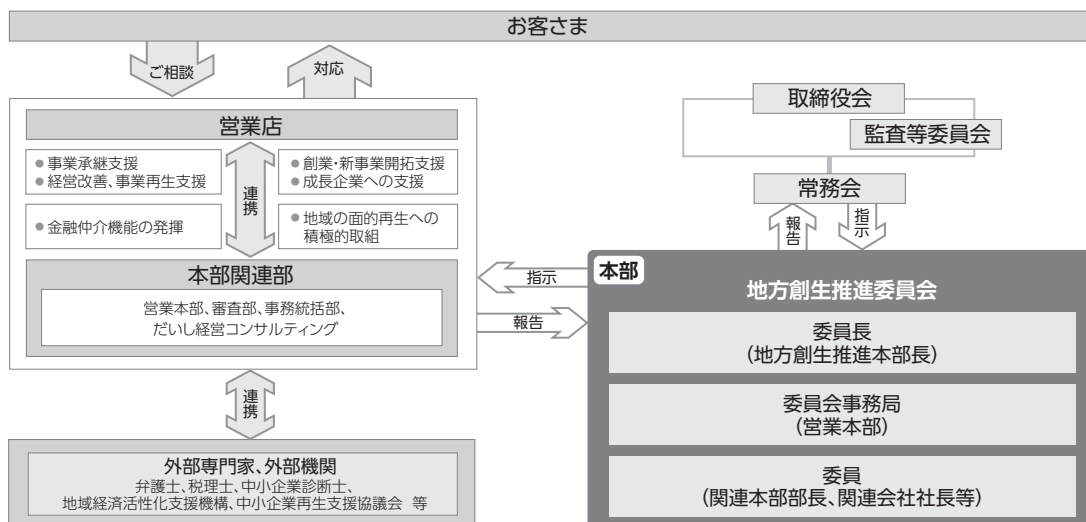 お客さま
ご相談
対応
営業店
● 事業承継支援
● 経営改善、事業再生支援
● 創業・新事業開拓支援
● 成長企業への支援
連携
● 金融仲介機能の発揮
● 地域の面的再生への
積極的取組
本部関連部
営業本部、審査部、事務統括部、
だいし経営コンサルティング
連携
外部専門家、外部機関
弁護士、税理士、中小企業診断士、
地域経済活性化支援機構、中小企業再生支援協議会 等
取締役会
監査等委員会
常務会
報告
指示
指示
報告
本部
地方創生推進委員会
委員長
(地方創生推進本部長)
委員会事務局
(営業本部)
委員
(関連本部部長、関連会社社長等)